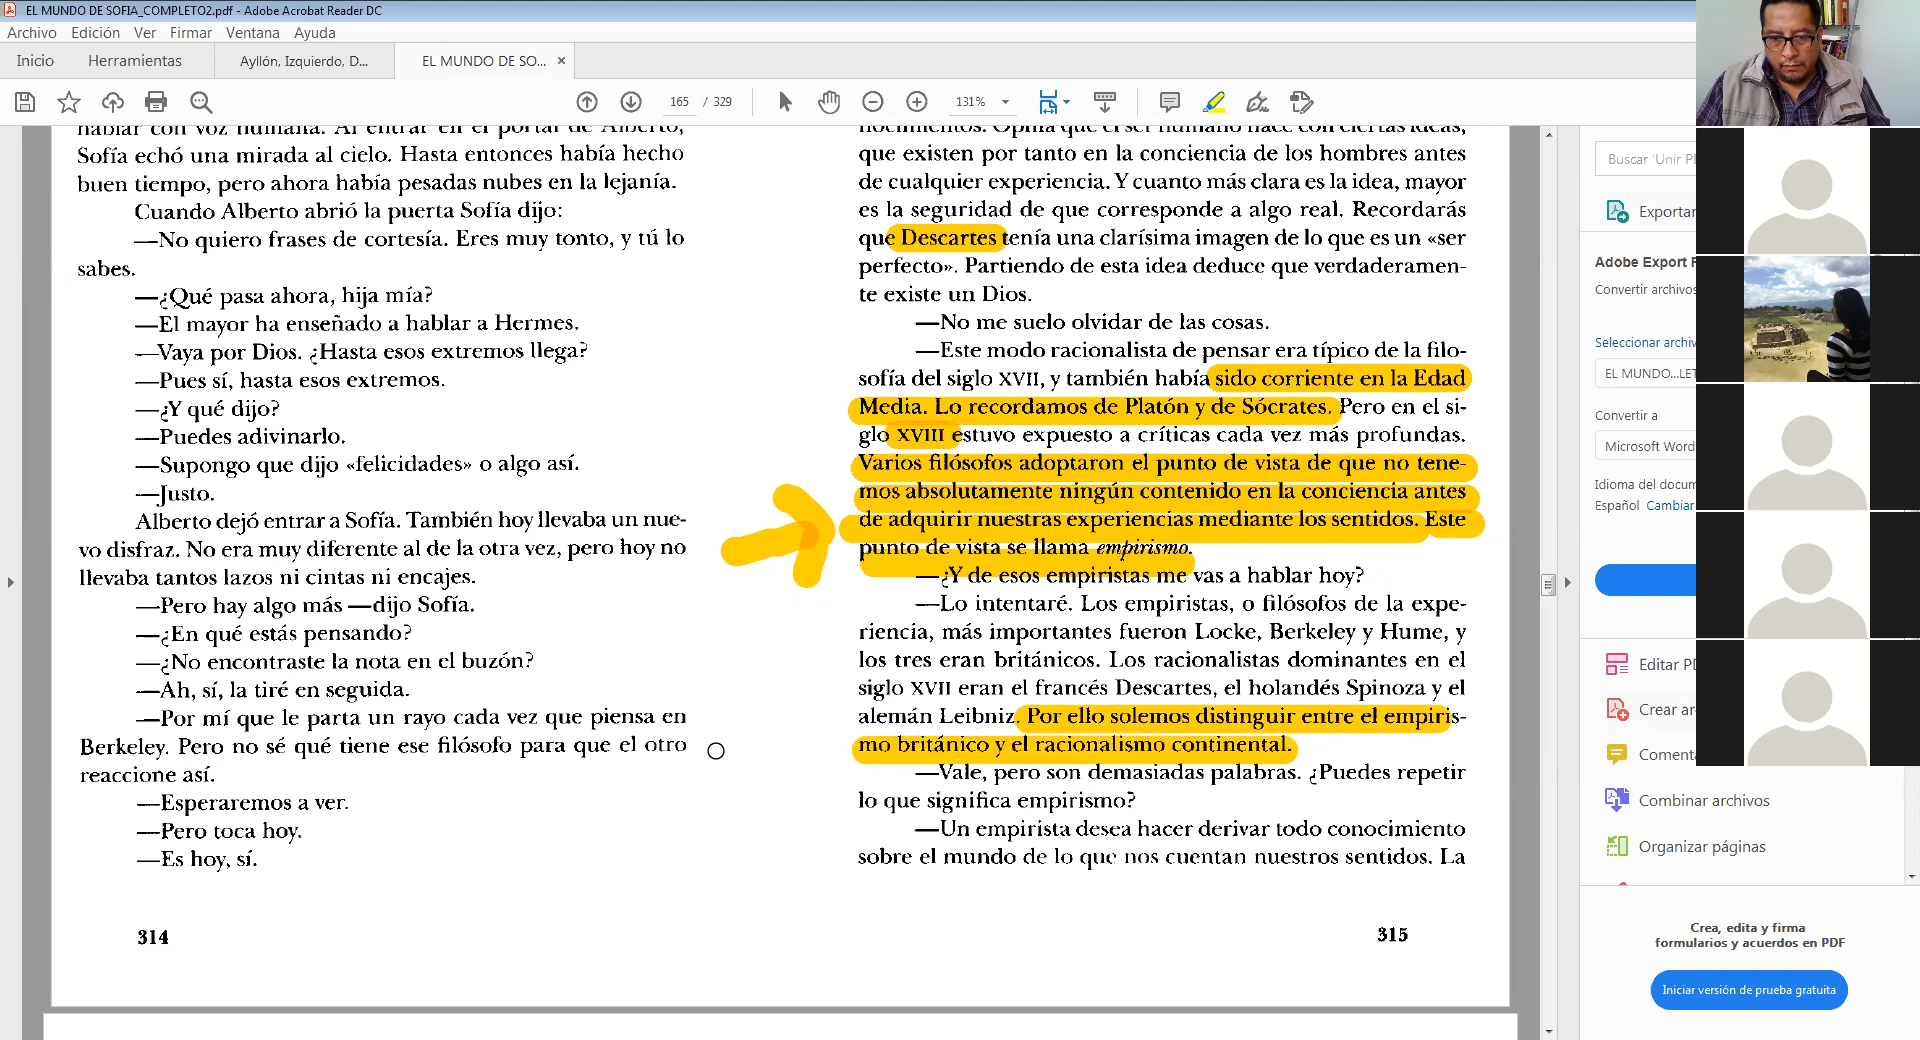 EL MUNDO DE SOFIA_COMPLETO2.pdf - Adobe Acrobat Reader DC
Archivo Edición Ver Firmar Ventana Ayuda
Inicio Herramientas Ayllón, Izquierdo, D... EL MUNDO DE SO... ×
165 / 329 131%
hablar con voz humana. Al entrar en el portal de Alberto,
Sofía echó una mirada al cielo. Hasta entonces había hecho
buen tiempo, pero ahora había pesadas nubes en la lejanía.
Cuando Alberto abrió la puerta Sofía dijo:
—No quiero frases de cortesía. Eres muy tonto, y tú lo
sabes.
—¿Qué pasa ahora, hija mía?
—El mayor ha enseñado a hablar a Hermes.
—Vaya por Dios. ¿Hasta esos extremos llega?
—Pues sí, hasta esos extremos.
—¿Y qué dijo?
—Puedes adivinarlo.
—Supongo que dijo «felicidades» o algo así.
—Justo.
Alberto dejó entrar a Sofía. También hoy llevaba un nue-
vo disfraz. No era muy diferente al de la otra vez, pero hoy no
llevaba tantos lazos ni cintas ni encajes.
—Pero hay algo más —dijo Sofía.
—¿En qué estás pensando?
—¿No encontraste la nota en el buzón?
—Ah, sí, la tiré en seguida.
—Por mí que le parta un rayo cada vez que piensa en
Berkeley. Pero no sé qué tiene ese filósofo para que el otro
reaccione así.
—Esperaremos a ver.
—Pero toca hoy.
—Es hoy, sí.
314
nocimientos. Opina que el ser humano nace con ciertas ideas,
que existen por tanto en la conciencia de los hombres antes
de cualquier experiencia. Y cuanto más clara es la idea, mayor
es la seguridad de que corresponde a algo real. Recordarás
que Descartes tenía una clarísima imagen de lo que es un «ser
perfecto». Partiendo de esta idea deduce que verdaderamen-
te existe un Dios.
—No me suelo olvidar de las cosas.
—Este modo racionalista de pensar era típico de la filo-
sofía del siglo XVII, y también había sido corriente en la Edad
Media. Lo recordamos de Platón y de Sócrates. Pero en el si-
glo XVIII estuvo expuesto a críticas cada vez más profundas.
Varios filósofos adoptaron el punto de vista de que no tene-
mos absolutamente ningún contenido en la conciencia antes
de adquirir nuestras experiencias mediante los sentidos. Este
punto de vista se llama empirismo.
—¿Y de esos empiristas me vas a hablar hoy?
—Lo intentaré. Los empiristas, o filósofos de la expe-
riencia, más importantes fueron Locke, Berkeley y Hume, y
los tres eran británicos. Los racionalistas dominantes en el
siglo XVII eran el francés Descartes, el holandés Spinoza y el
alemán Leibniz. Por ello solemos distinguir entre el empiris-
mo británico y el racionalismo continental.
—Vale, pero son demasiadas palabras. ¿Puedes repetir
lo que significa empirismo?
—Un empirista desea hacer derivar todo conocimiento
sobre el mundo de lo que nos cuentan nuestros sentidos. La
315
Buscar 'Unir
Exportar
Adobe Export
Convertir archivos
Seleccionar
EL MUNDO...
Convertir a
Microsoft Word
Idioma del
Español Cambiar
Editar
Crear
Combinar archivos
Organizar páginas
Crea, edita y firma
formularios y acuerdos en PDF
Iniciar versión de prueba gratuita